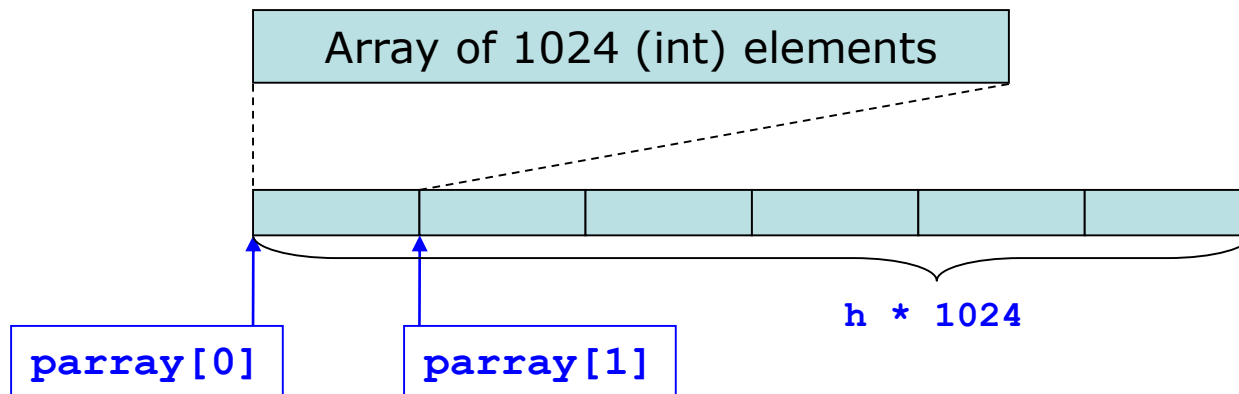 Array of 1024 (int) elements
h * 1024
parray[0]
parray[1]